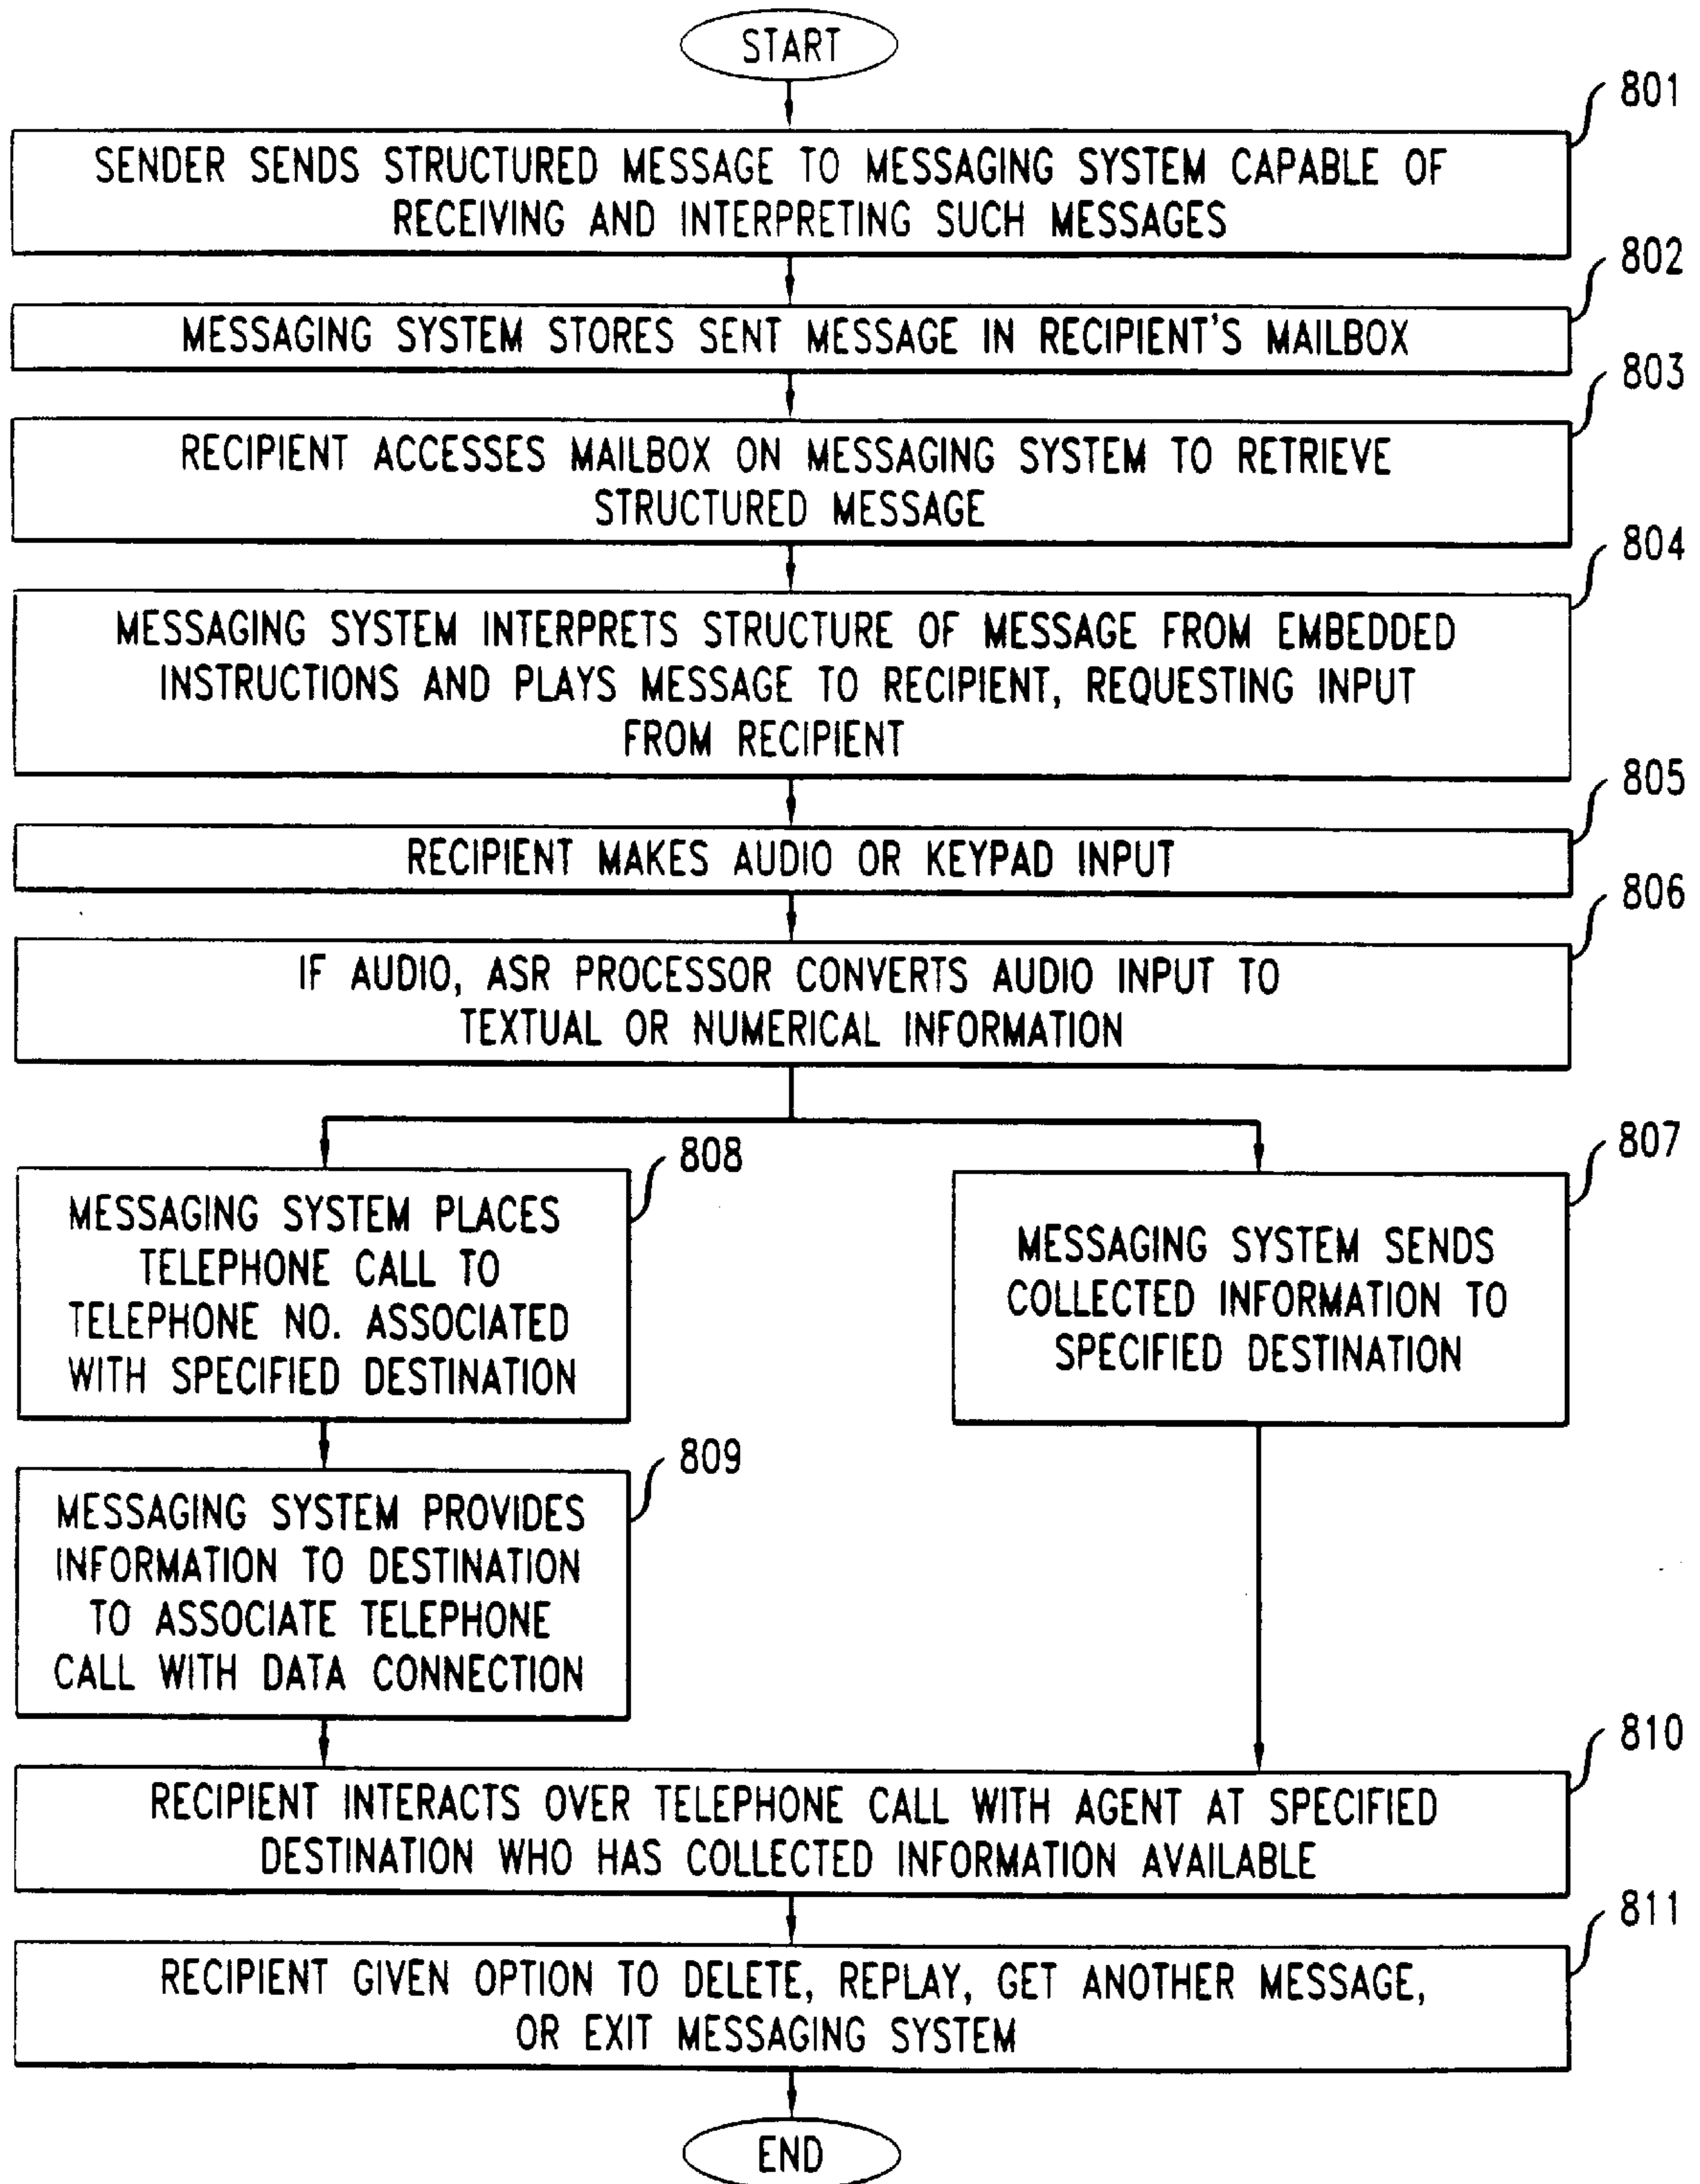 START
801
SENDER SENDS STRUCTURED MESSAGE TO MESSAGING SYSTEM CAPABLE OF
RECEIVING AND INTERPRETING SUCH MESSAGES
802
MESSAGING SYSTEM STORES SENT MESSAGE IN RECIPIENT'S MAILBOX
803
RECIPIENT ACCESSES MAILBOX ON MESSAGING SYSTEM TO RETRIEVE
STRUCTURED MESSAGE
804
MESSAGING SYSTEM INTERPRETS STRUCTURE OF MESSAGE FROM EMBEDDED
INSTRUCTIONS AND PLAYS MESSAGE TO RECIPIENT, REQUESTING INPUT
FROM RECIPIENT
805
RECIPIENT MAKES AUDIO OR KEYPAD INPUT
806
IF AUDIO, ASR PROCESSOR CONVERTS AUDIO INPUT TO
TEXTUAL OR NUMERICAL INFORMATION
808
MESSAGING SYSTEM PLACES
TELEPHONE CALL TO
TELEPHONE NO. ASSOCIATED
WITH SPECIFIED DESTINATION
807
MESSAGING SYSTEM SENDS
COLLECTED INFORMATION TO
SPECIFIED DESTINATION
809
MESSAGING SYSTEM PROVIDES
INFORMATION TO DESTINATION
TO ASSOCIATE TELEPHONE
CALL WITH DATA CONNECTION
810
RECIPIENT INTERACTS OVER TELEPHONE CALL WITH AGENT AT SPECIFIED
DESTINATION WHO HAS COLLECTED INFORMATION AVAILABLE
811
RECIPIENT GIVEN OPTION TO DELETE, REPLAY, GET ANOTHER MESSAGE,
OR EXIT MESSAGING SYSTEM
END